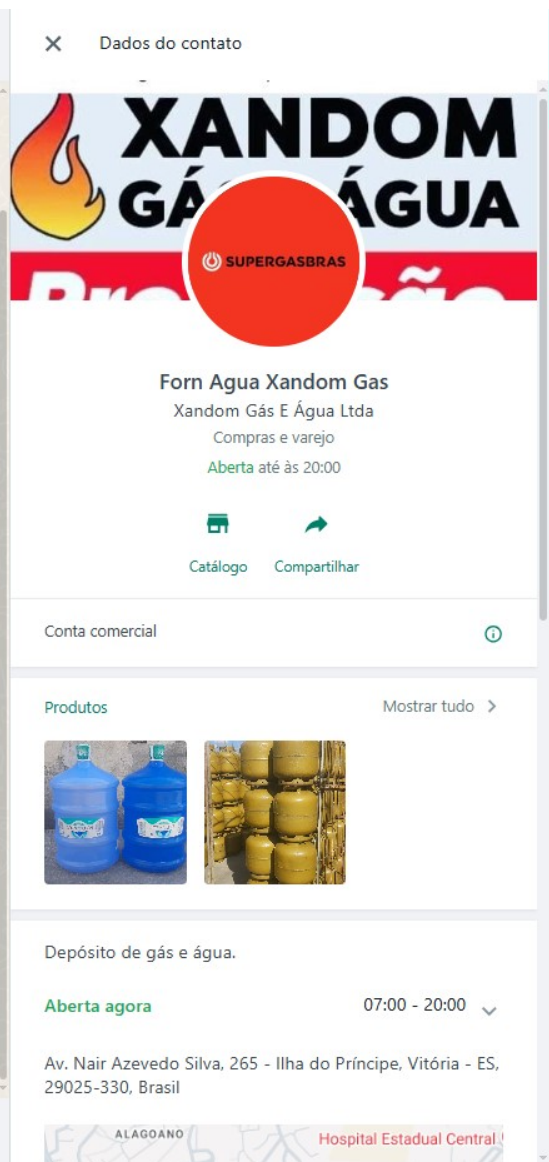 Dados do contato
XANDOM
SUPERGASBRAS
Forn Agua Xandom Gas
Xandom Gás E Água Ltda
Compras e varejo
Aberta até às 20:00
Catálogo Compartilhar
Conta comercial
Produtos Mostrar tudo
Depósito de gás e água.
Aberta agora 07:00 - 20:00
Av. Nair Azevedo Silva, 265 - Ilha do Príncipe, Vitória - ES,
29025-330, Brasil
ALAGOANO
Hospital Estadual Central